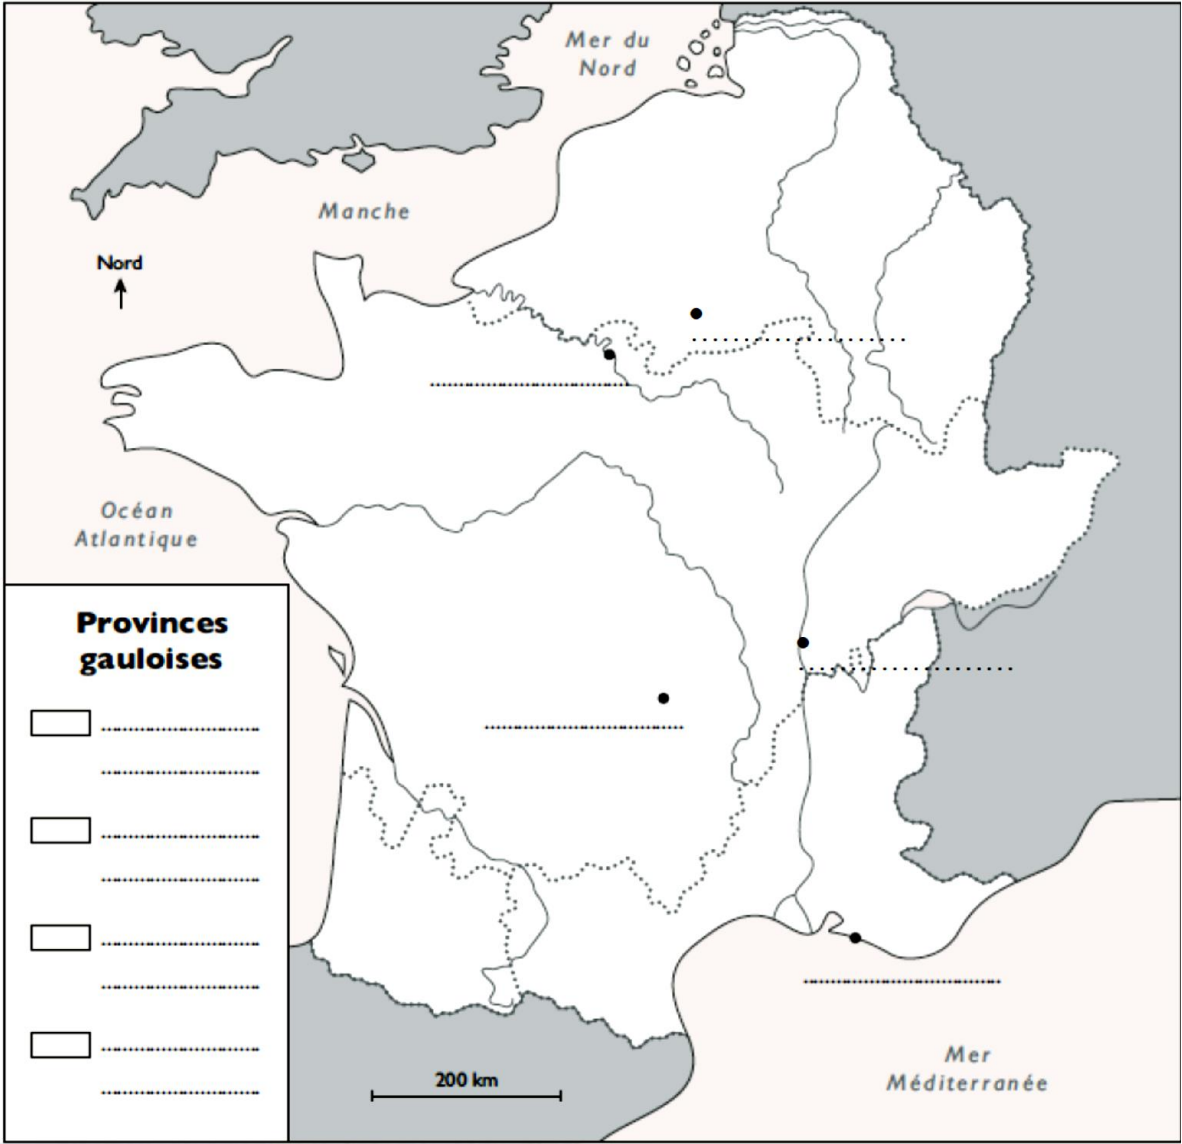 Mer du
Nord
Manche
Nord
Océan
Atlantique
Provinces
gauloises
200 km
Mer
Méditerranée